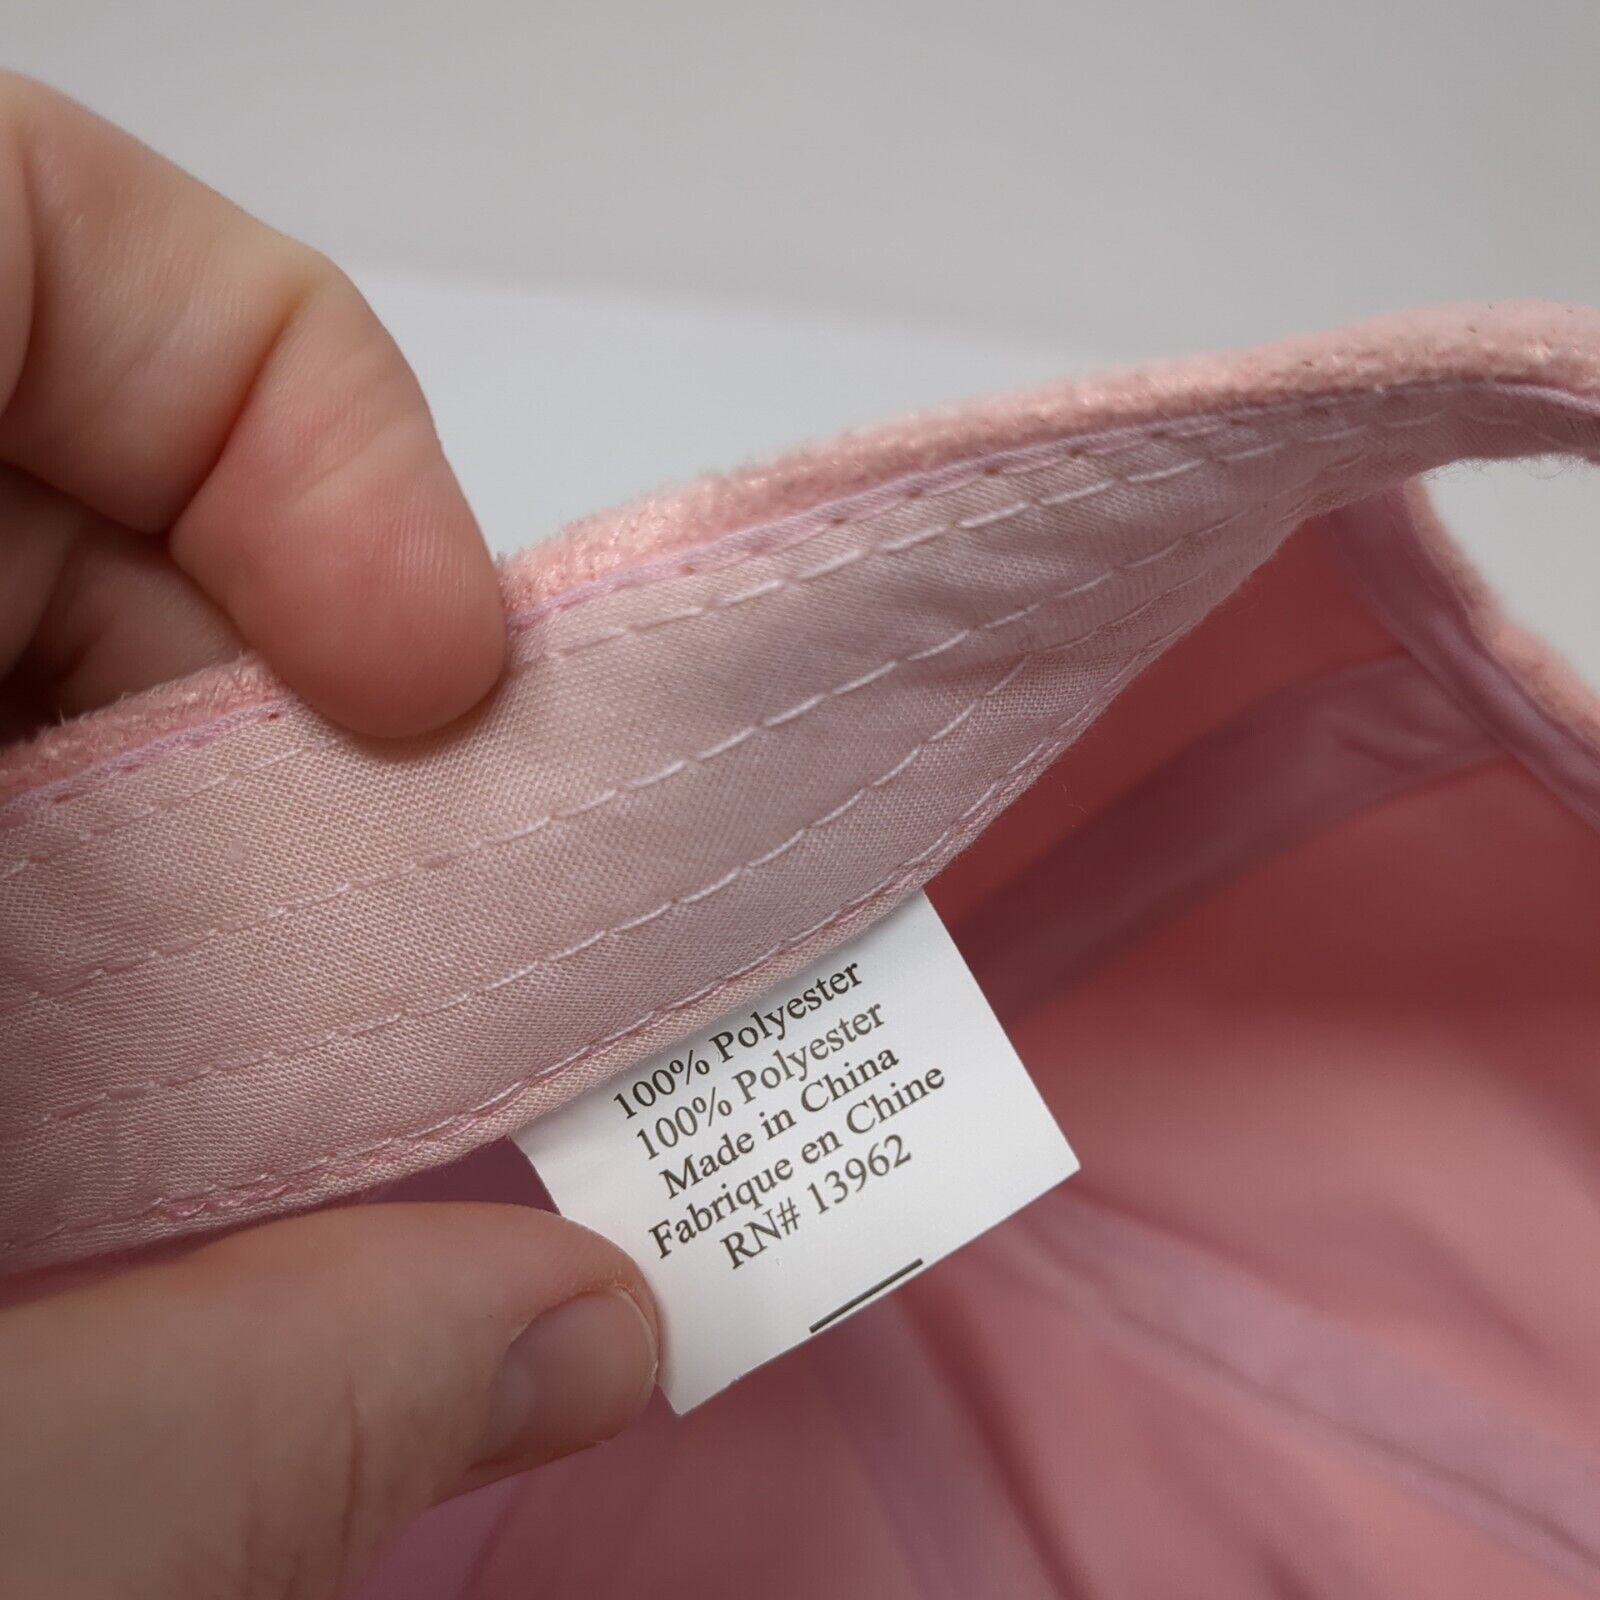 100% Polyester
100% Polyester
Made in China
Fabrique en Chine
RN# 13962